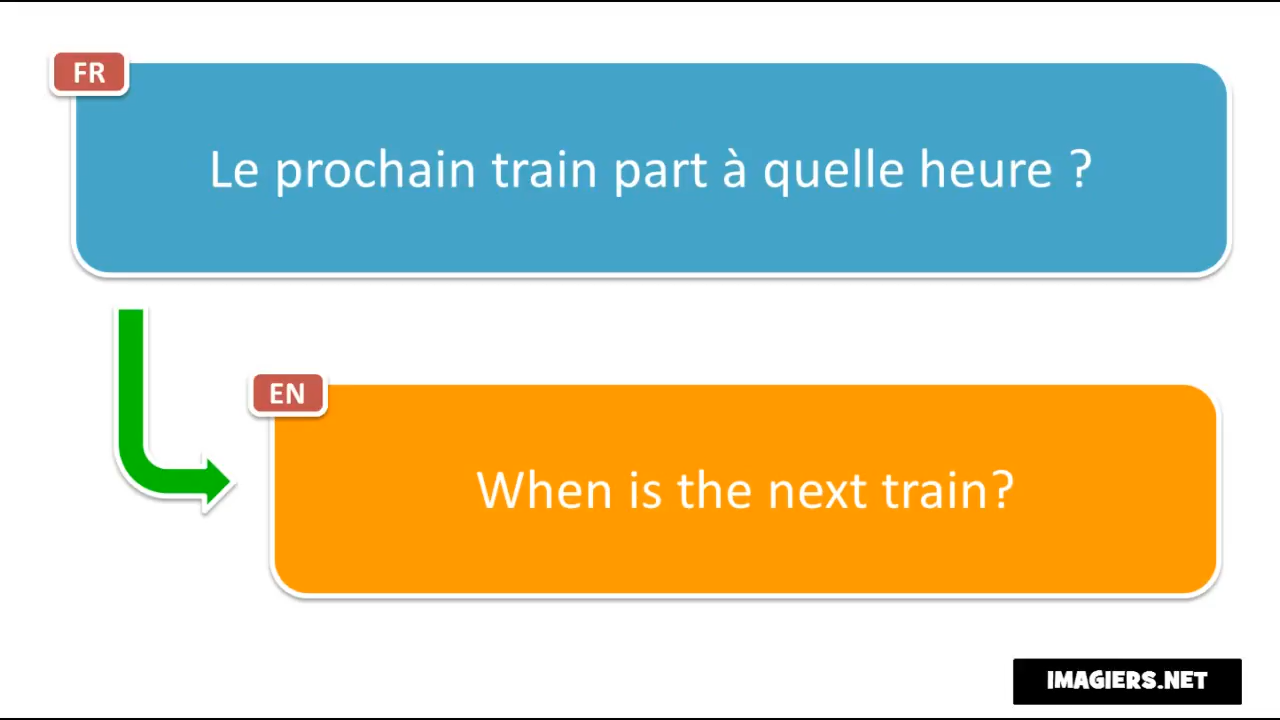 FR
Le prochain train part à quelle heure ?
EN
When is the next train?
IMAGIERS.NET